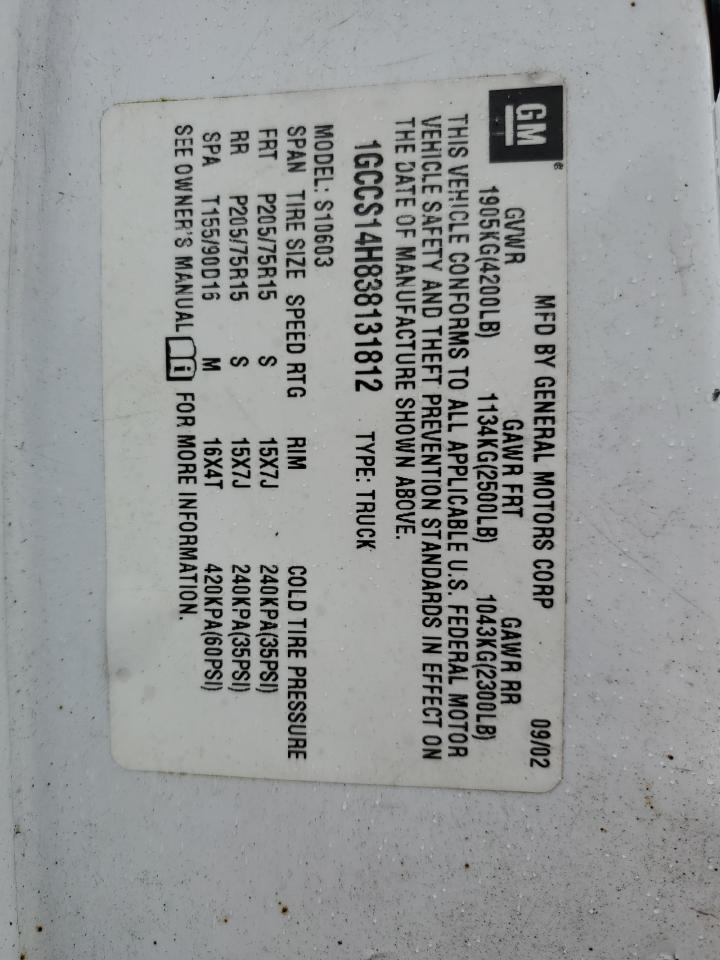 GM®
MFD BY GENERAL MOTORS CORP 09/02
GVWR GAWR FRT GAWR RR
1905KG(4200LB) 1134KG(2500LB) 1043KG(2300LB)
THIS VEHICLE CONFORMS TO ALL APPLICABLE U.S. FEDERAL MOTOR
VEHICLE SAFETY AND THEFT PREVENTION STANDARDS IN EFFECT ON
THE DATE OF MANUFACTURE SHOWN ABOVE.
1GCCS14H838131812 TYPE: TRUCK
MODEL: S10603
SPAN TIRE SIZE SPEED RTG RIM COLD TIRE PRESSURE
FRT P205/75R15 S 15X7J 240KPA(35PSI)
RR P205/75R15 S 15X7J 240KPA(35PSI)
SPA T155/90D16 M 16X4T 420KPA(60PSI)
SEE OWNER'S MANUAL FOR MORE INFORMATION.